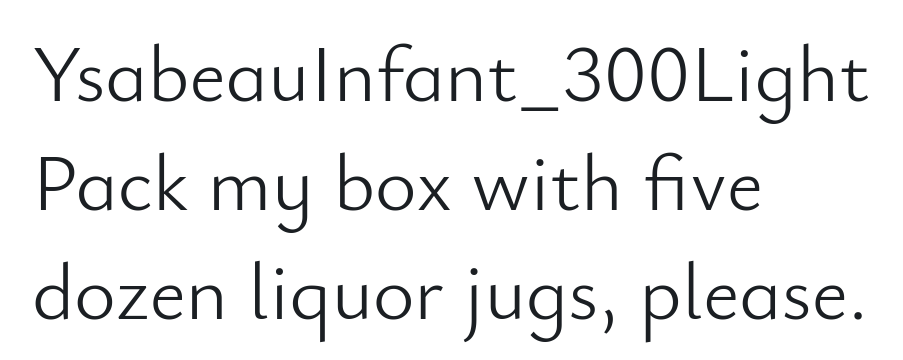 YsabeauInfant_300Light
Pack my box with five
dozen liquor jugs, please.